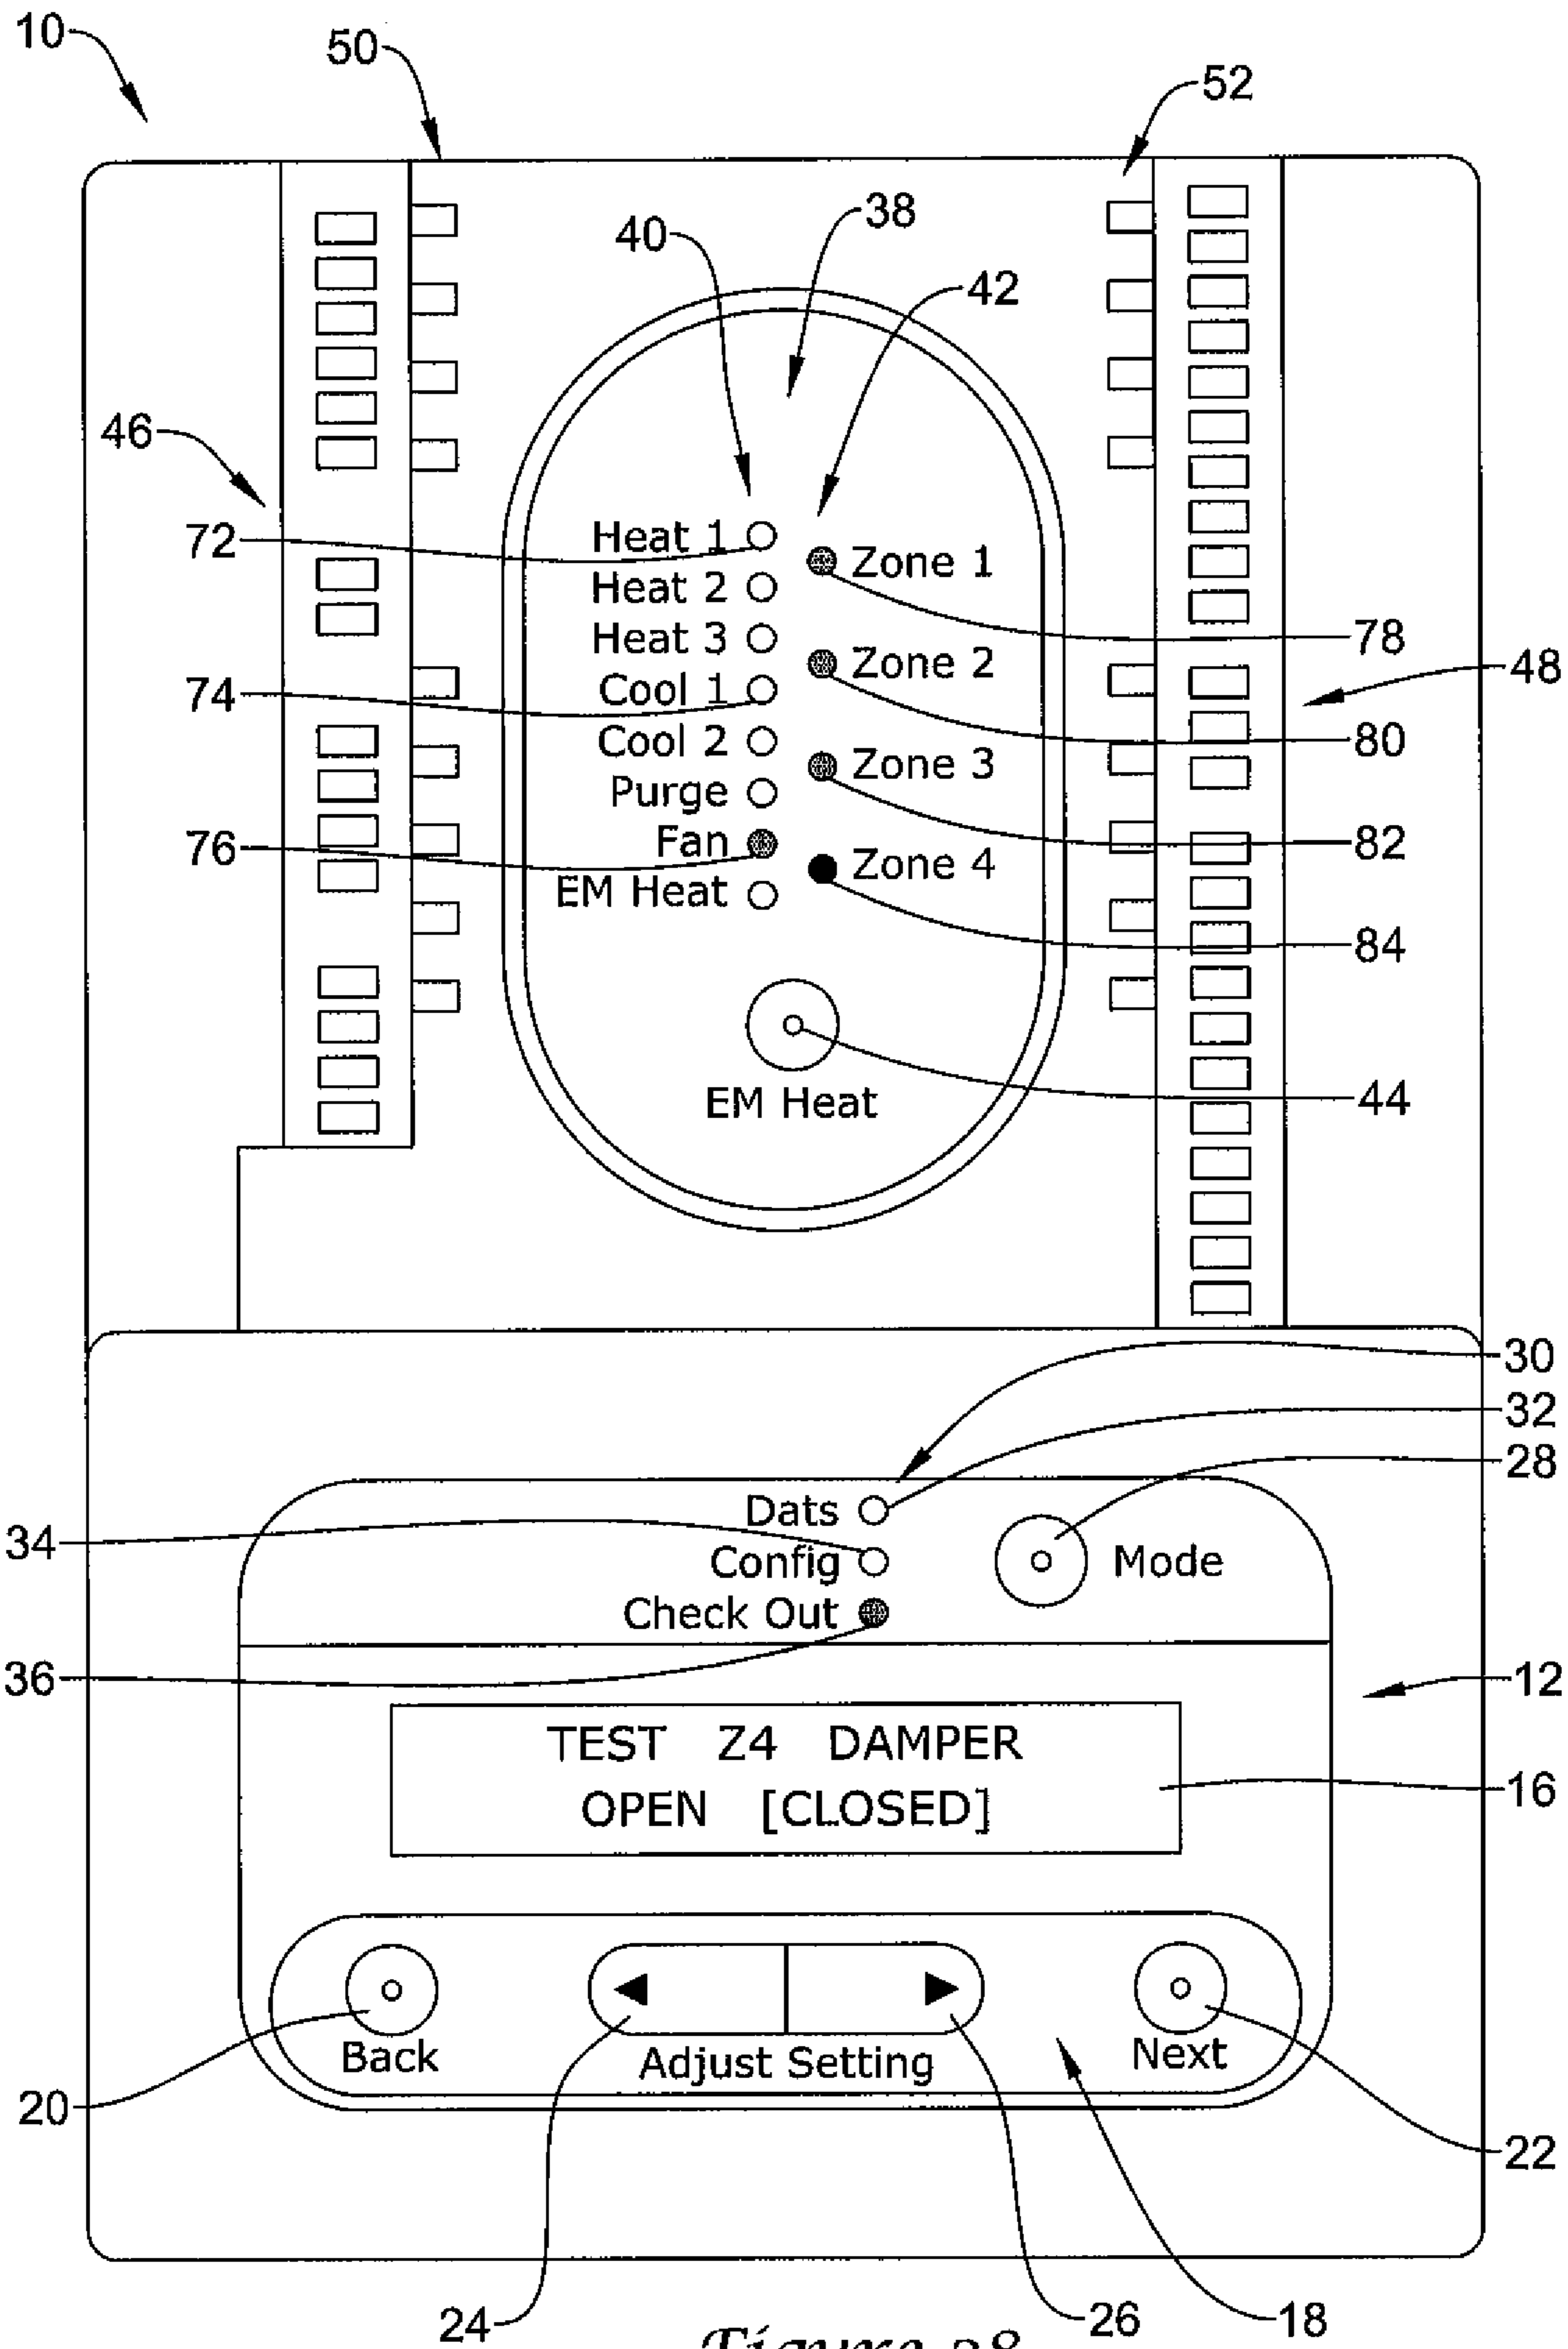 10
50
52
38
40
42
46
72
Heat 1
Zone 1
Heat 2
78
Heat 3
Zone 2
48
74
Cool 1
80
Cool 2
Zone 3
Purge
82
76
Fan
Zone 4
EM Heat
84
44
EM Heat
30
32
28
Dats
34
Config
Mode
Check Out
36
12
TEST Z4 DAMPER
16
OPEN [CLOSED]
Back
Adjust Setting
Next
20
22
24
26
18
Figure